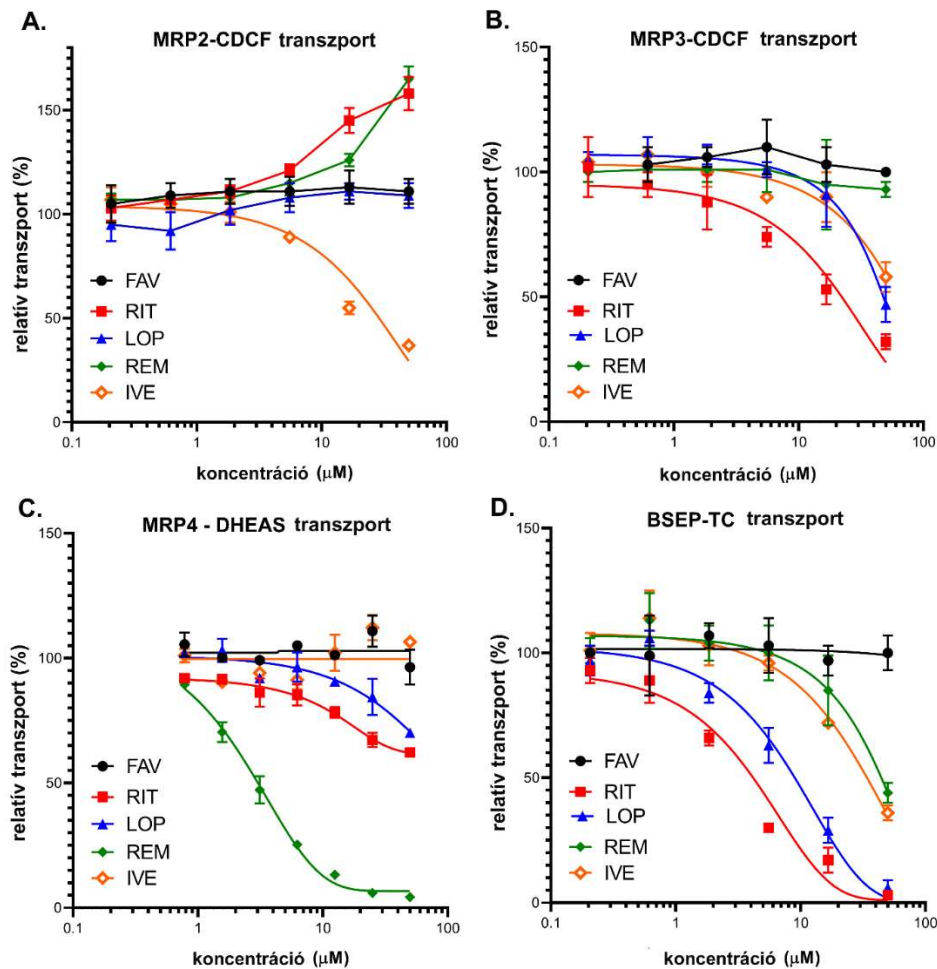 A.
MRP2-CDCF transzport
relatív transzport (%)
150
100
50
0
FAV
RIT
LOP
REM
IVE
0.1
1
10
100
koncentráció (μM)
B.
MRP3-CDCF transzport
relatív transzport (%)
150
100
50
0
FAV
RIT
LOP
REM
IVE
0.1
1
10
100
koncentráció (μM)
C.
MRP4 - DHEAS transzport
relatív transzport (%)
150
100
50
0
FAV
RIT
LOP
REM
IVE
0.1
1
10
100
koncentráció (μM)
D.
BSEP-TC transzport
relatív transzport (%)
150
100
50
0
FAV
RIT
LOP
REM
IVE
0.1
1
10
100
koncentráció (μM)